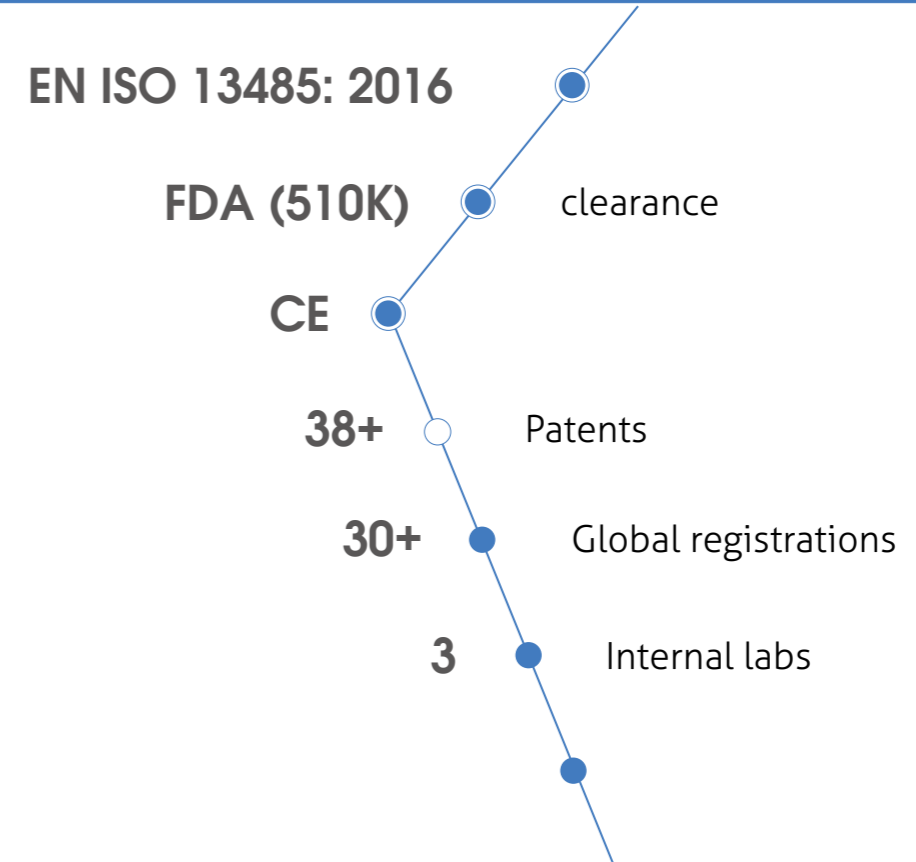 EN ISO 13485: 2016
FDA (510K) clearance
CE
38+ Patents
30+ Global registrations
3 Internal labs